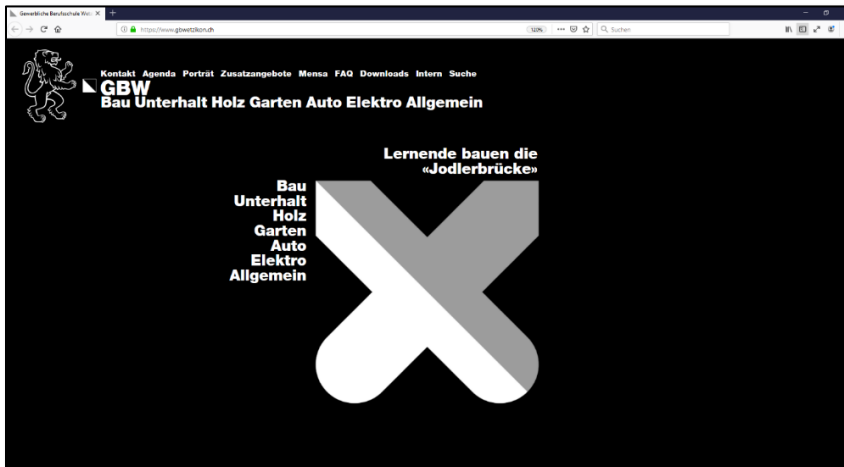 Gewerbliche Berufsschule Wetz
https://www.gbwetzikon.ch
120%
Suchen
Kontakt Agenda Porträt Zusatzangebote Mensa FAQ Downloads Intern Suche
GBW
Bau Unterhalt Holz Garten Auto Elektro Allgemein
Lernende bauen die
«Jodlerbrücke»
Bau
Unterhalt
Holz
Garten
Auto
Elektro
Allgemein